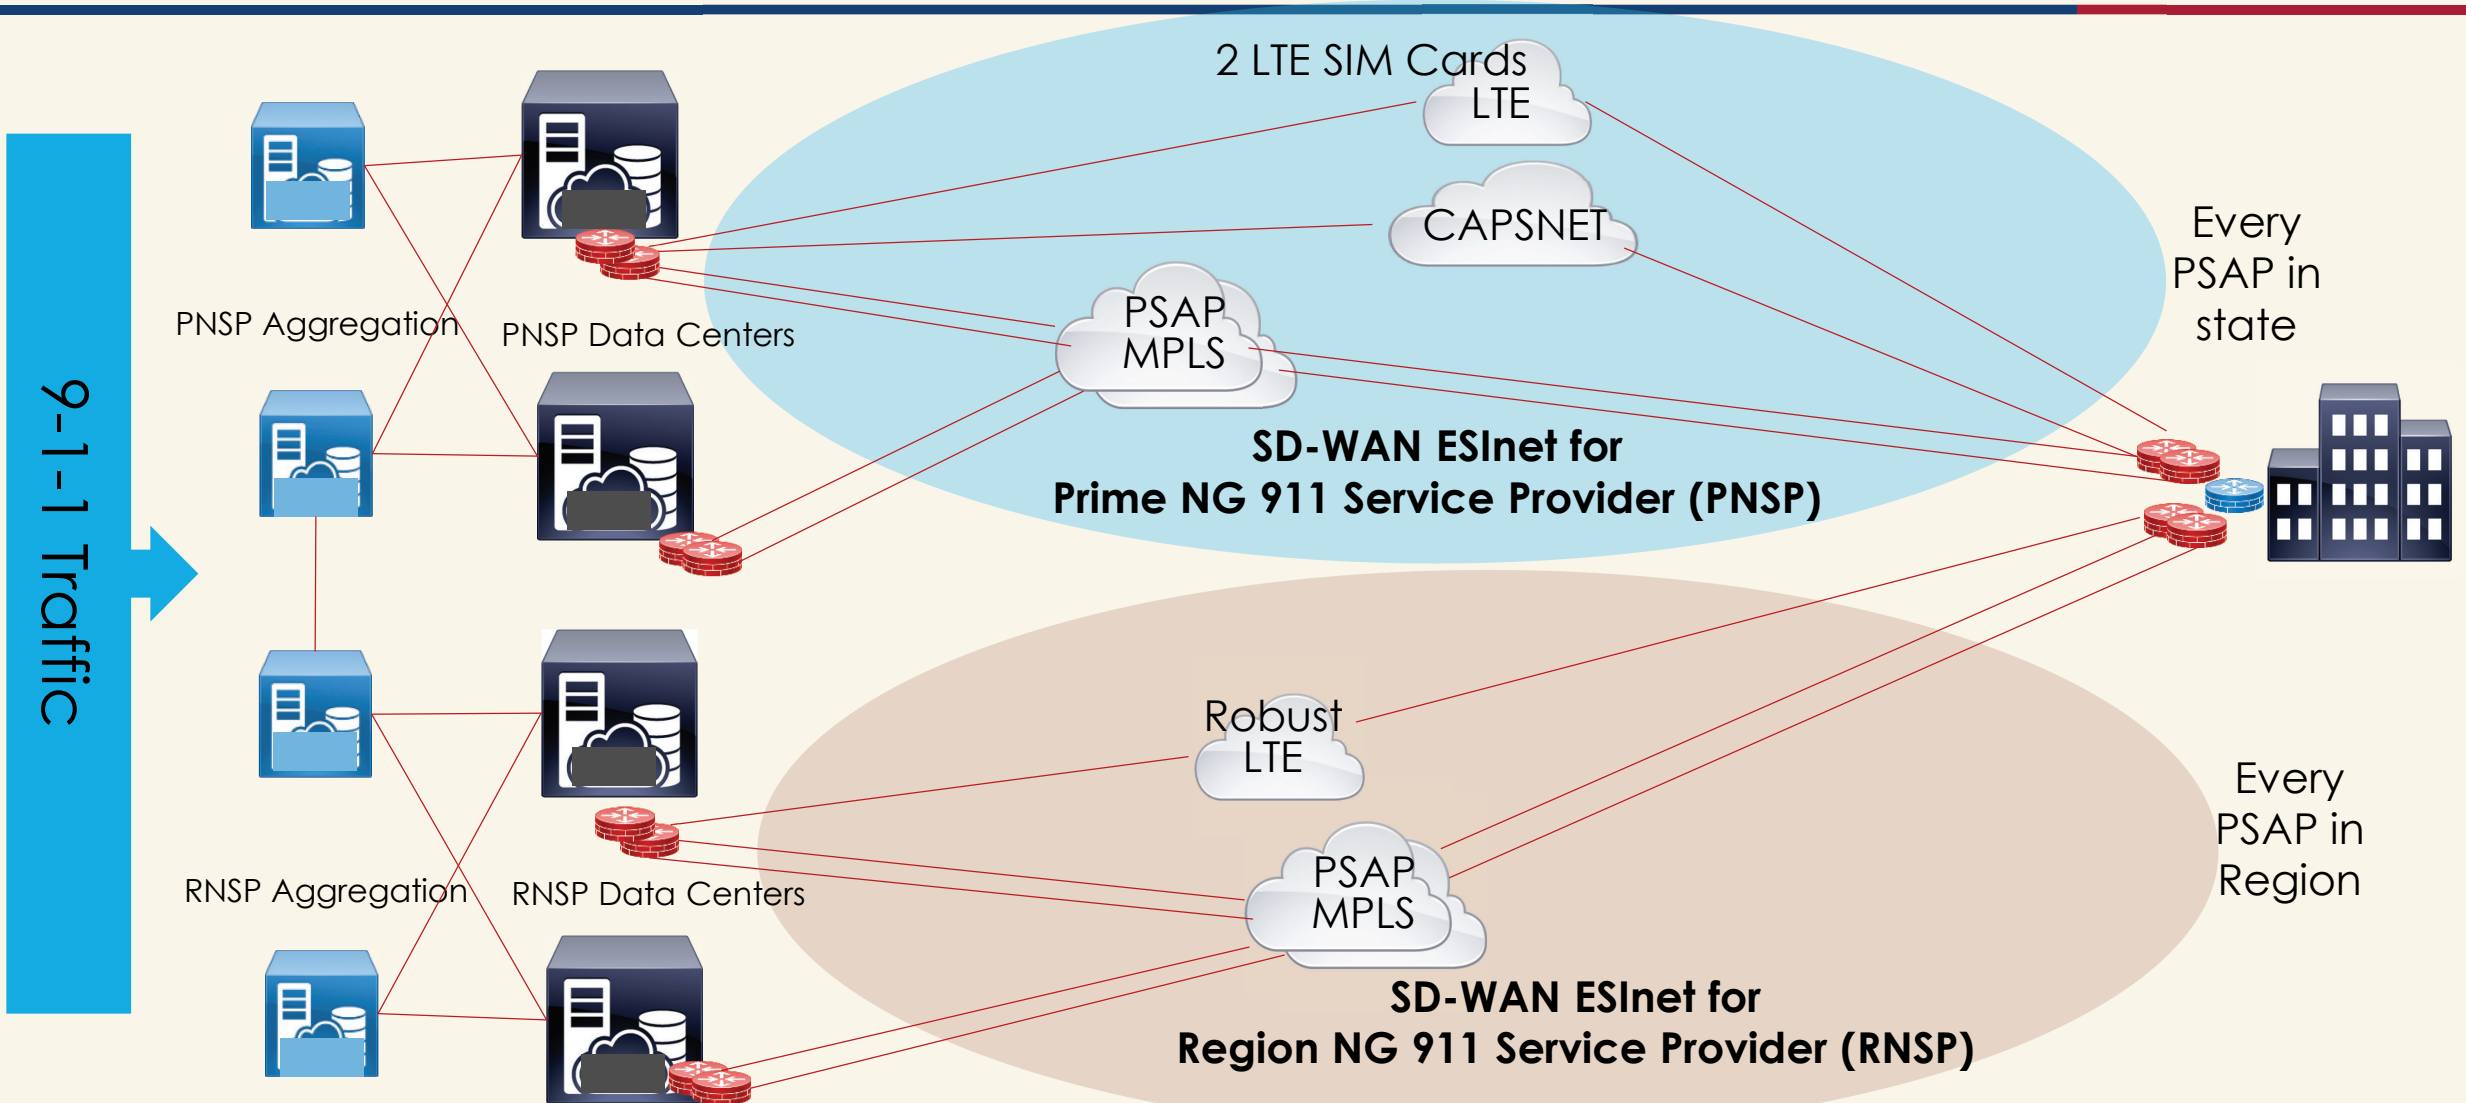 9-1-1 Traffic
PNSP Aggregation
PNSP Data Centers
2 LTE SIM Cards
LTE
CAPSNET
PSAP
MPLS
SD-WAN ESInet for
Prime NG 911 Service Provider (PNSP)
Every
PSAP in
state
RNSP Aggregation
RNSP Data Centers
Robust
LTE
PSAP
MPLS
SD-WAN ESInet for
Region NG 911 Service Provider (RNSP)
Every
PSAP in
Region